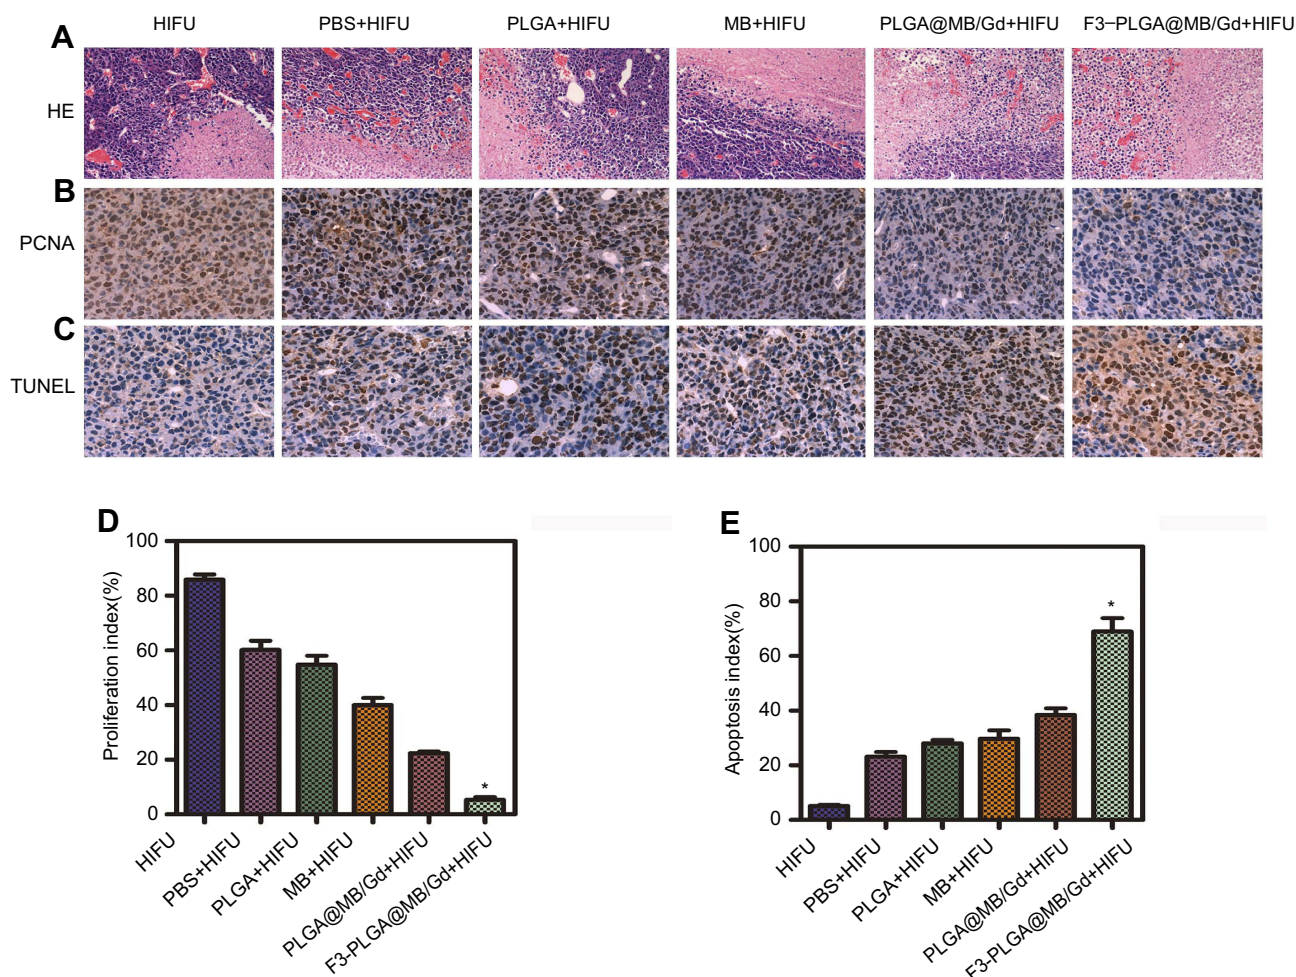 HIFU PBS+HIFU PLGA+HIFU MB+HIFU PLGA@MB/Gd+HIFU F3–PLGA@MB/Gd+HIFU
A
HE
B
PCNA
C
TUNEL
D
Proliferation index(%)
100
80
60
40
20
0
*
HIFU
PBS+HIFU
PLGA+HIFU
MB+HIFU
PLGA@MB/Gd+HIFU
F3-PLGA@MB/Gd+HIFU
E
Apoptosis index(%)
100
80
60
40
20
0
*
HIFU
PBS+HIFU
PLGA+HIFU
MB+HIFU
PLGA@MB/Gd+HIFU
F3-PLGA@MB/Gd+HIFU